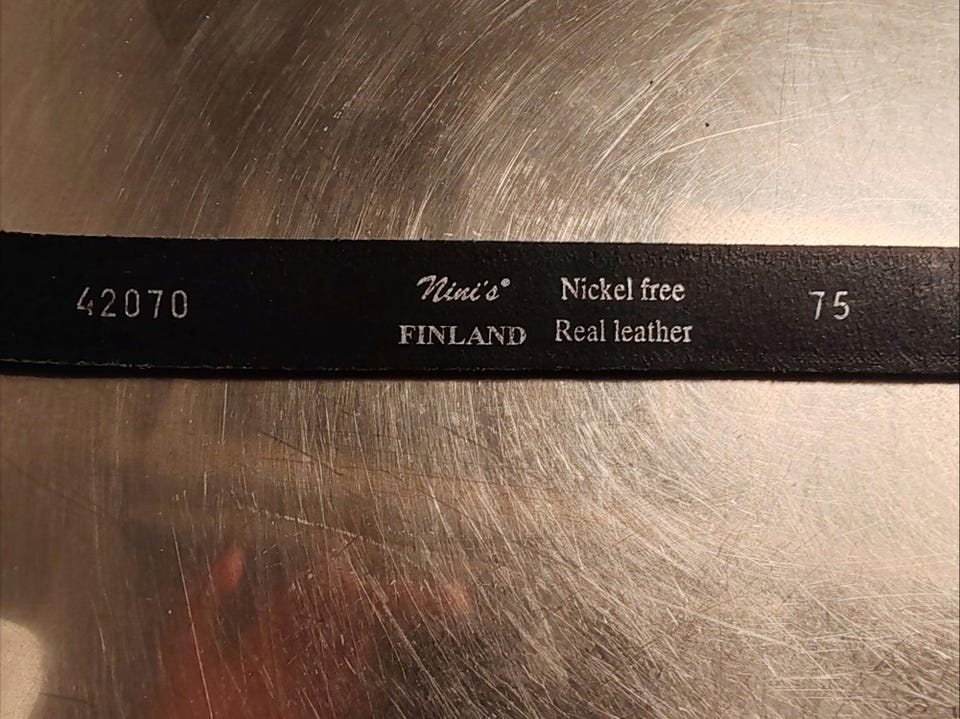 42070
Nini's®
FINLAND
Nickel free
Real leather
75